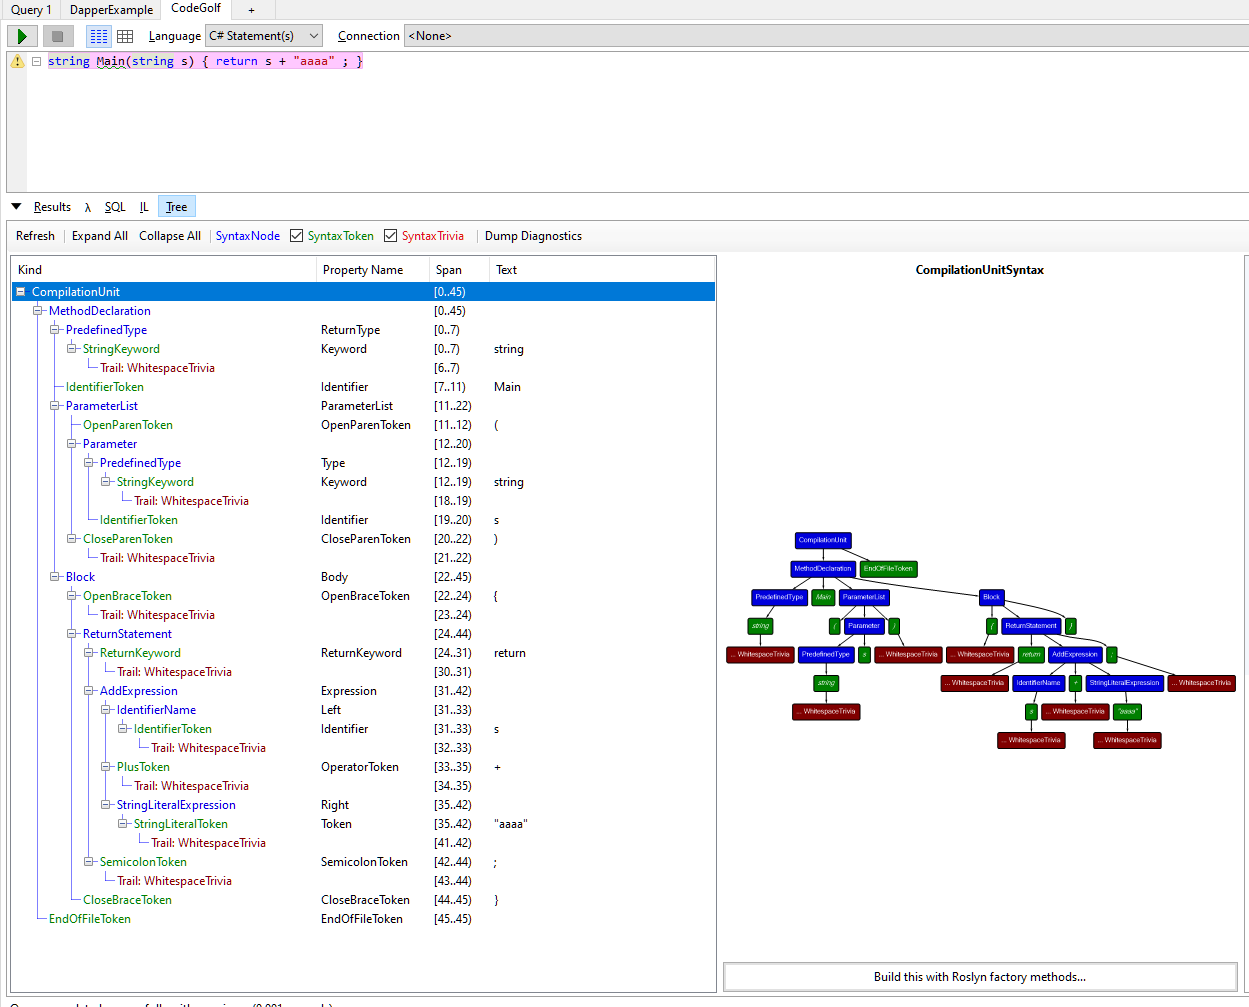 Query 1 DapperExample CodeGolf +
Language C# Statement(s) Connection <None>
string Main(string s) { return s + "aaaa" ; }
Results λ SQL IL Tree
Refresh Expand All Collapse All SyntaxNode SyntaxToken SyntaxTrivia Dump Diagnostics
Kind Property Name Span Text
CompilationUnit [0..45)
MethodDeclaration [0..45)
PredefinedType ReturnType [0..7)
StringKeyword Keyword [0..7) string
Trail: WhitespaceTrivia [6..7)
IdentifierToken Identifier [7..11) Main
ParameterList ParameterList [11..22)
OpenParenToken OpenParenToken [11..12) (
Parameter [12..20)
PredefinedType Type [12..19)
StringKeyword Keyword [12..19) string
Trail: WhitespaceTrivia [18..19)
IdentifierToken Identifier [19..20) s
CloseParenToken CloseParenToken [20..22) )
Trail: WhitespaceTrivia [21..22)
Block Body [22..45)
OpenBraceToken OpenBraceToken [22..24) {
Trail: WhitespaceTrivia [23..24)
ReturnStatement [24..44)
ReturnKeyword ReturnKeyword [24..31) return
Trail: WhitespaceTrivia [30..31)
AddExpression Expression [31..42)
IdentifierName Left [31..33)
IdentifierToken Identifier [31..33) s
Trail: WhitespaceTrivia [32..33)
PlusToken OperatorToken [33..35) +
Trail: WhitespaceTrivia [34..35)
StringLiteralExpression Right [35..42)
StringLiteralToken Token [35..42) "aaaa"
Trail: WhitespaceTrivia [41..42)
SemicolonToken SemicolonToken [42..44) ;
Trail: WhitespaceTrivia [43..44)
CloseBraceToken CloseBraceToken [44..45) }
EndOfFileToken EndOfFileToken [45..45)
CompilationUnitSyntax
CompilationUnit
MethodDeclaration EndOfFileToken
PredefinedType Main ParameterList Block
string ( Parameter ) { ReturnStatement }
... WhitespaceTrivia PredefinedType s ... WhitespaceTrivia ... WhitespaceTrivia return AddExpression ;
string ... WhitespaceTrivia IdentifierName + StringLiteralExpression ... WhitespaceTrivia
... WhitespaceTrivia s ... WhitespaceTrivia "aaaa"
... WhitespaceTrivia ... WhitespaceTrivia
Build this with Roslyn factory methods...